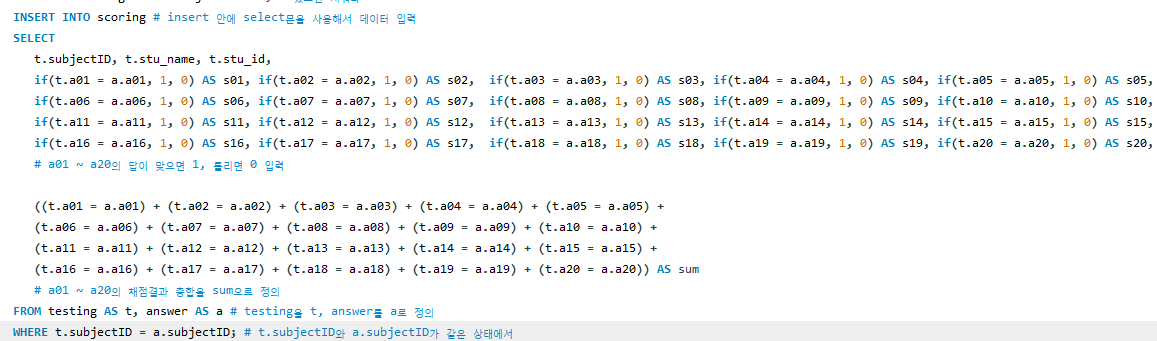 INSERT INTO scoring # insert 안에 select문을 사용해서 데이터 입력
SELECT
t.subjectID, t.stu_name, t.stu_id,
if(t.a01 = a.a01, 1, 0) AS s01, if(t.a02 = a.a02, 1, 0) AS s02,  if(t.a03 = a.a03, 1, 0) AS s03, if(t.a04 = a.a04, 1, 0) AS s04, if(t.a05 = a.a05, 1, 0) AS s05,
if(t.a06 = a.a06, 1, 0) AS s06, if(t.a07 = a.a07, 1, 0) AS s07,  if(t.a08 = a.a08, 1, 0) AS s08, if(t.a09 = a.a09, 1, 0) AS s09, if(t.a10 = a.a10, 1, 0) AS s10,
if(t.a11 = a.a11, 1, 0) AS s11, if(t.a12 = a.a12, 1, 0) AS s12,  if(t.a13 = a.a13, 1, 0) AS s13, if(t.a14 = a.a14, 1, 0) AS s14, if(t.a15 = a.a15, 1, 0) AS s15,
if(t.a16 = a.a16, 1, 0) AS s16, if(t.a17 = a.a17, 1, 0) AS s17,  if(t.a18 = a.a18, 1, 0) AS s18, if(t.a19 = a.a19, 1, 0) AS s19, if(t.a20 = a.a20, 1, 0) AS s20,
# a01 ~ a20의 답이 맞으면 1, 틀리면 0 입력
((t.a01 = a.a01) + (t.a02 = a.a02) + (t.a03 = a.a03) + (t.a04 = a.a04) + (t.a05 = a.a05) +
(t.a06 = a.a06) + (t.a07 = a.a07) + (t.a08 = a.a08) + (t.a09 = a.a09) + (t.a10 = a.a10) +
(t.a11 = a.a11) + (t.a12 = a.a12) + (t.a13 = a.a13) + (t.a14 = a.a14) + (t.a15 = a.a15) +
(t.a16 = a.a16) + (t.a17 = a.a17) + (t.a18 = a.a18) + (t.a19 = a.a19) + (t.a20 = a.a20)) AS sum
# a01 ~ a20의 채점결과 총합을 sum으로 정의
FROM testing AS t, answer AS a # testing을 t, answer를 a로 정의
WHERE t.subjectID = a.subjectID; # t.subjectID와 a.subjectID가 같은 상태에서